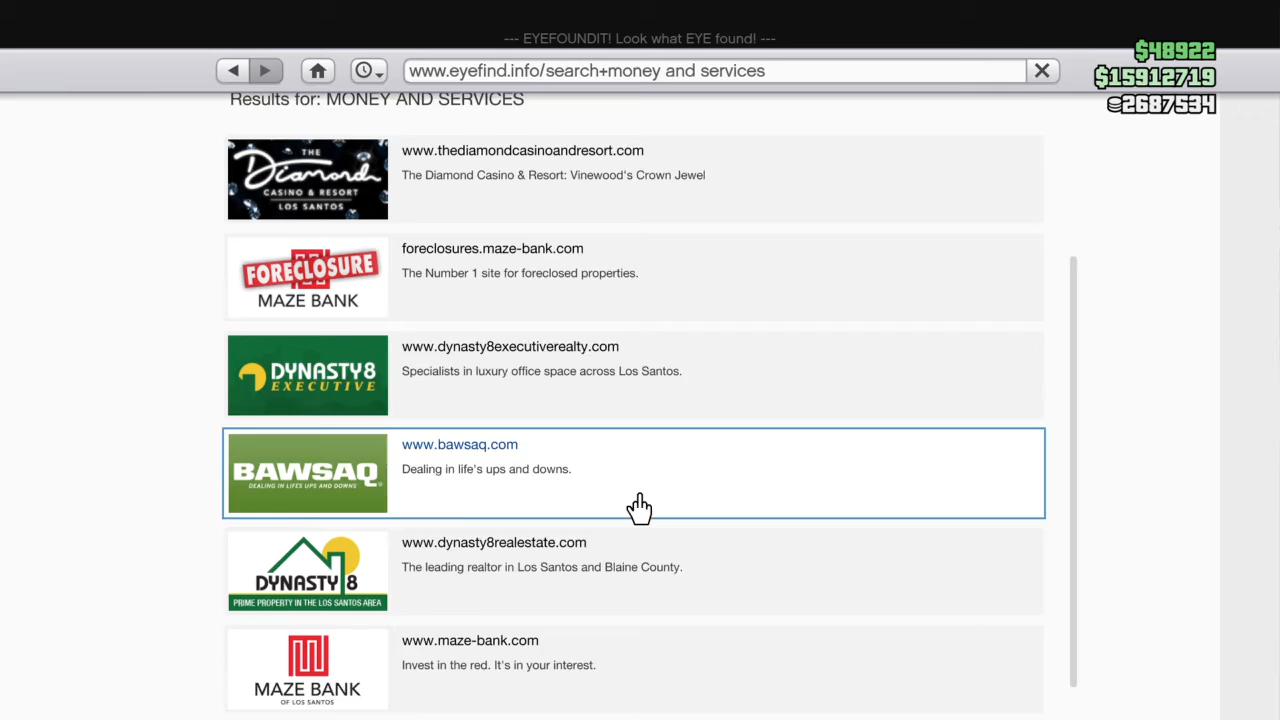 --- EYEFOUNDIT! Look what EYE found! ---
$48922
www.eyefind.info/search+money and services
$15912719
2687534
Results for: MONEY AND SERVICES
THE
Diamond
CASINO & RESORT
LOS SANTOS
www.thediamondcasinoandresort.com
The Diamond Casino & Resort: Vinewood's Crown Jewel
FORECLOSURE
MAZE BANK
foreclosures.maze-bank.com
The Number 1 site for foreclosed properties.
DYNASTY8
EXECUTIVE
www.dynasty8executiverealty.com
Specialists in luxury office space across Los Santos.
BAWSAQ
DEALING IN LIFES UPS AND DOWNS
www.bawsaq.com
Dealing in life's ups and downs.
DYNASTY 8
PRIME PROPERTY IN THE LOS SANTOS AREA
www.dynasty8realestate.com
The leading realtor in Los Santos and Blaine County.
MAZE BANK
OF LOS SANTOS
www.maze-bank.com
Invest in the red. It's in your interest.